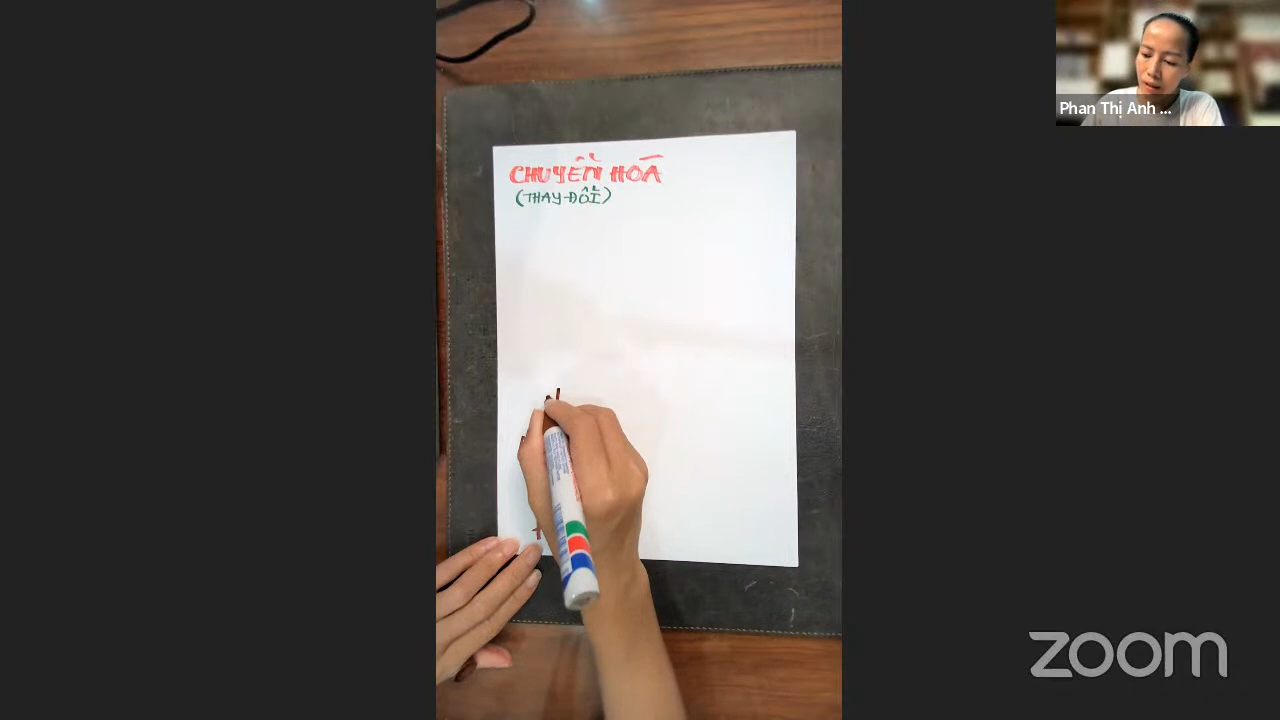 CHUYỂN HOÁ
(THAY ĐỔI)
Phan Thị Anh ...
zoom